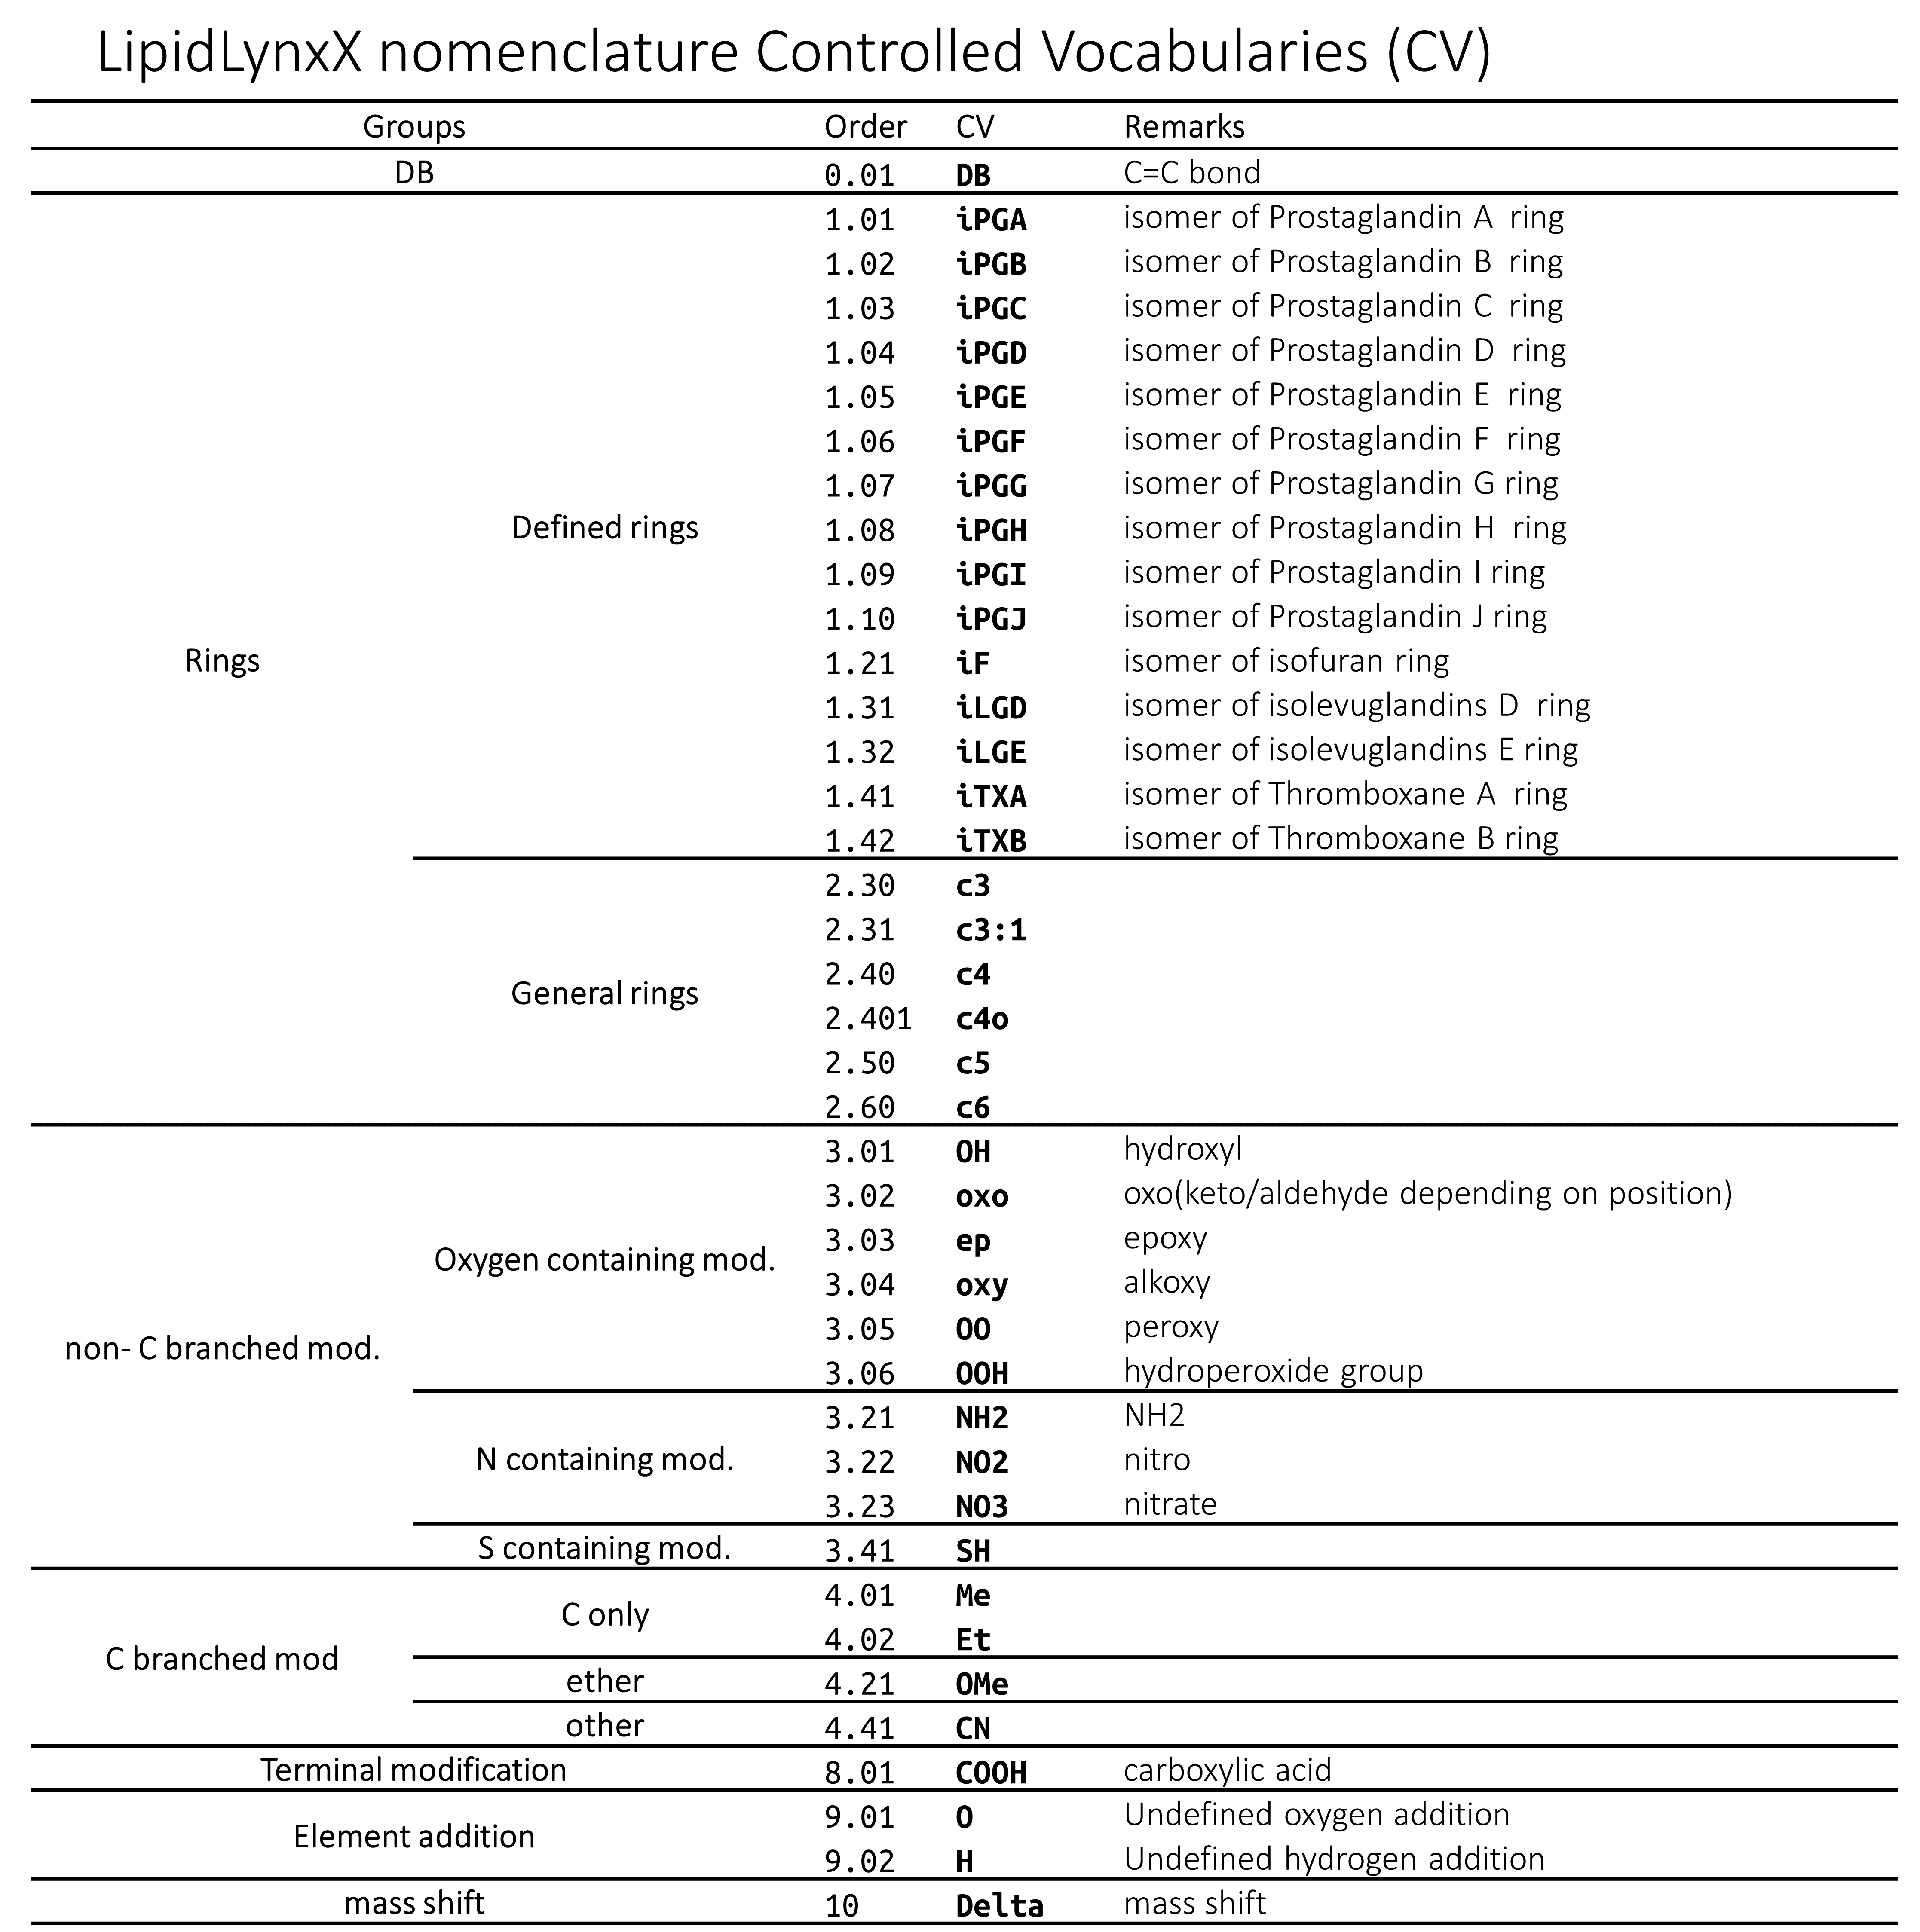 LipidLynxX nomenclature Controlled Vocabularies (CV)
Groups Order CV Remarks
DB 0.01 DB C=C bond
1.01 iPGA isomer of Prostaglandin A ring
1.02 iPGB isomer of Prostaglandin B ring
1.03 iPGC isomer of Prostaglandin C ring
1.04 iPGD isomer of Prostaglandin D ring
1.05 iPGE isomer of Prostaglandin E ring
1.06 iPGF isomer of Prostaglandin F ring
1.07 iPGG isomer of Prostaglandin G ring
Defined rings 1.08 iPGH isomer of Prostaglandin H ring
1.09 iPGI isomer of Prostaglandin I ring
1.10 iPGJ isomer of Prostaglandin J ring
Rings 1.21 iF isomer of isofuran ring
1.31 iLGD isomer of isolevuglandins D ring
1.32 iLGE isomer of isolevuglandins E ring
1.41 iTXA isomer of Thromboxane A ring
1.42 iTXB isomer of Thromboxane B ring
2.30 c3
2.31 c3:1
2.40 c4
General rings
2.401 c4o
2.50 c5
2.60 c6
3.01 OH hydroxyl
3.02 oxo oxo(keto/aldehyde depending on position)
3.03 ep epoxy
Oxygen containing mod.
3.04 oxy alkoxy
3.05 OO peroxy
non- C branched mod.
3.06 OOH hydroperoxide group
3.21 NH2 NH2
N containing mod. 3.22 NO2 nitro
3.23 NO3 nitrate
S containing mod. 3.41 SH
4.01 Me
C only
4.02 Et
C branched mod
ether 4.21 OMe
other 4.41 CN
Terminal modification 8.01 COOH carboxylic acid
9.01 O Undefined oxygen addition
Element addition
9.02 H Undefined hydrogen addition
mass shift 10 Delta mass shift